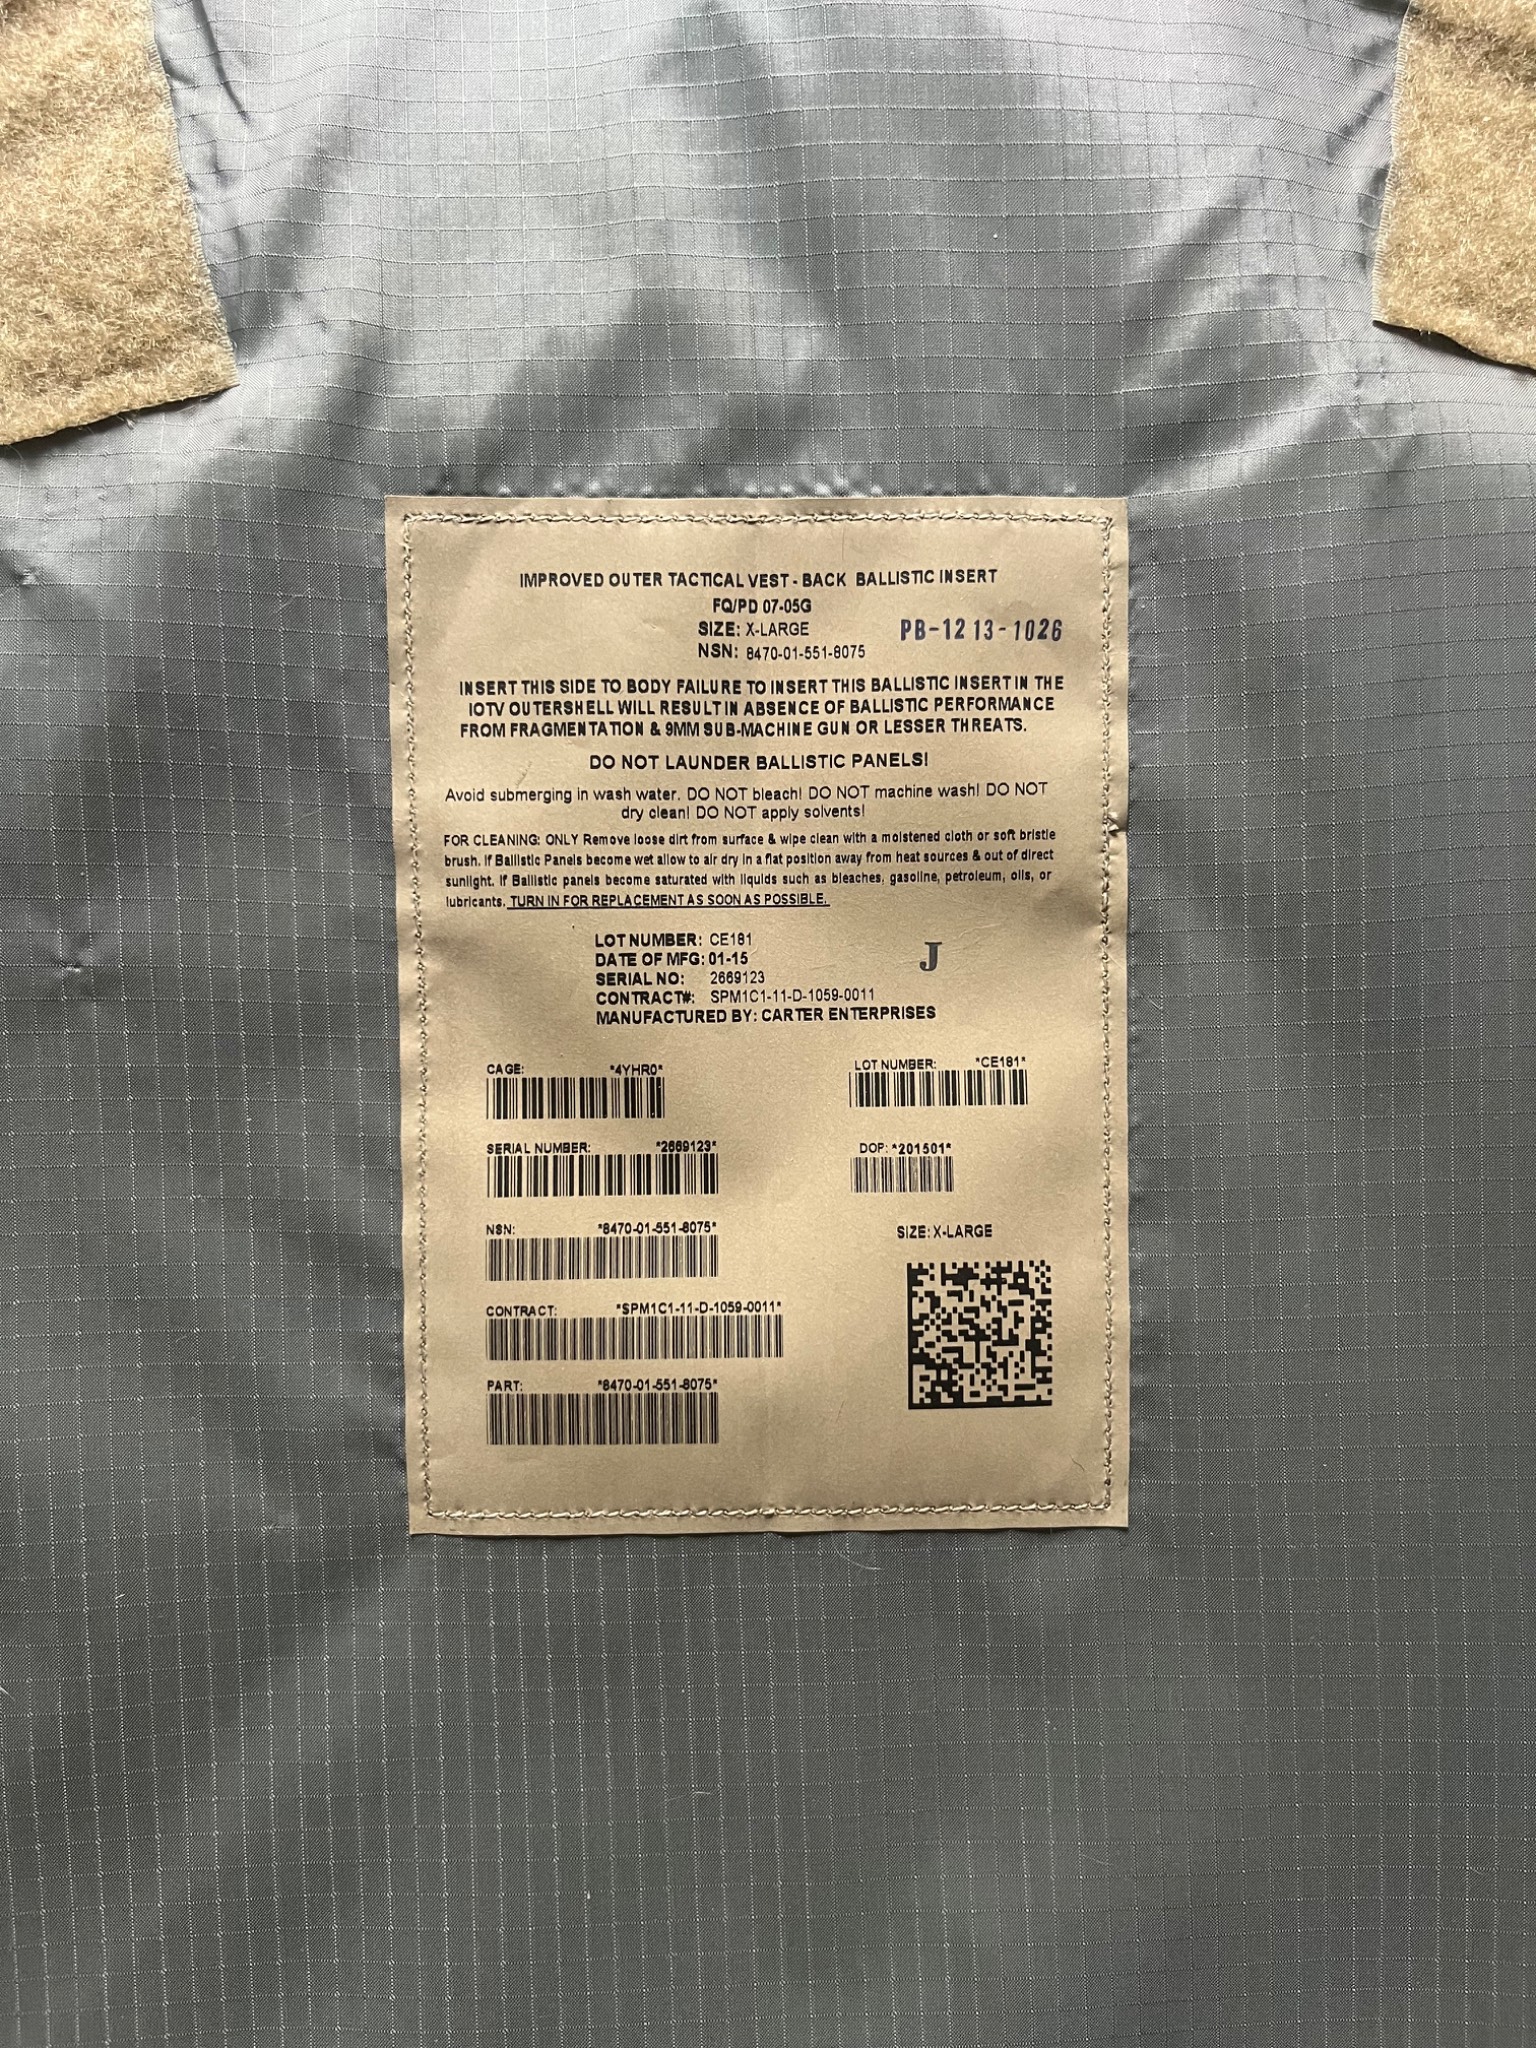 IMPROVED OUTER TACTICAL VEST - BACK BALLISTIC INSERT
FQ/PD 07-05G
SIZE: X-LARGE
PB-1213-1026
NSN: 8470-01-551-8075
INSERT THIS SIDE TO BODY FAILURE TO INSERT THIS BALLISTIC INSERT IN THE
IOTV OUTERSHELL WILL RESULT IN ABSENCE OF BALLISTIC PERFORMANCE
FROM FRAGMENTATION & 9MM SUB-MACHINE GUN OR LESSER THREATS.
DO NOT LAUNDER BALLISTIC PANELS!
Avoid submerging in wash water. DO NOT bleach! DO NOT machine wash! DO NOT
dry clean! DO NOT apply solvents!
FOR CLEANING: ONLY Remove loose dirt from surface & wipe clean with a moistened cloth or soft bristle
brush. If Ballistic Panels become wet allow to air dry in a flat position away from heat sources & out of direct
sunlight. If Ballistic panels become saturated with liquids such as bleaches, gasoline, petroleum, oils, or
lubricants. TURN IN FOR REPLACEMENT AS SOON AS POSSIBLE.
LOT NUMBER: CE181
DATE OF MFG: 01-15
J
SERIAL NO: 2669123
CONTRACT#: SPM1C1-11-D-1059-0011
MANUFACTURED BY: CARTER ENTERPRISES
CAGE: *4YHR0*
LOT NUMBER: *CE181*
SERIAL NUMBER: *2669123*
DOP: *201501*
NSN: *8470-01-551-8075*
SIZE: X-LARGE
CONTRACT: *SPM1C1-11-D-1059-0011*
PART: *8470-01-551-8075*